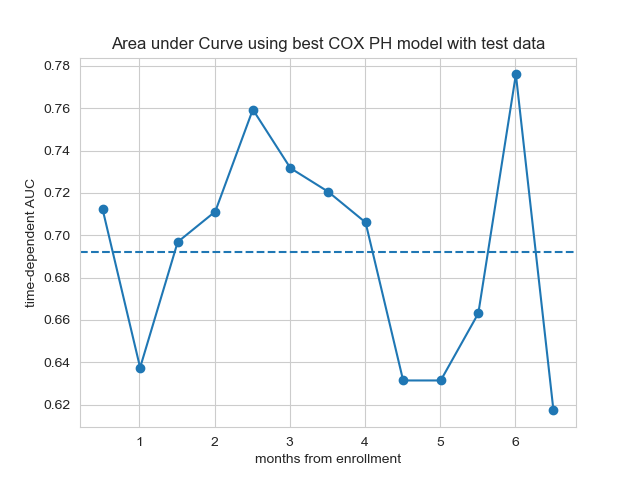 Area under Curve using best COX PH model with test data
time-dependent AUC
0.78
0.76
0.74
0.72
0.70
0.68
0.66
0.64
0.62
1 2 3 4 5 6
months from enrollment